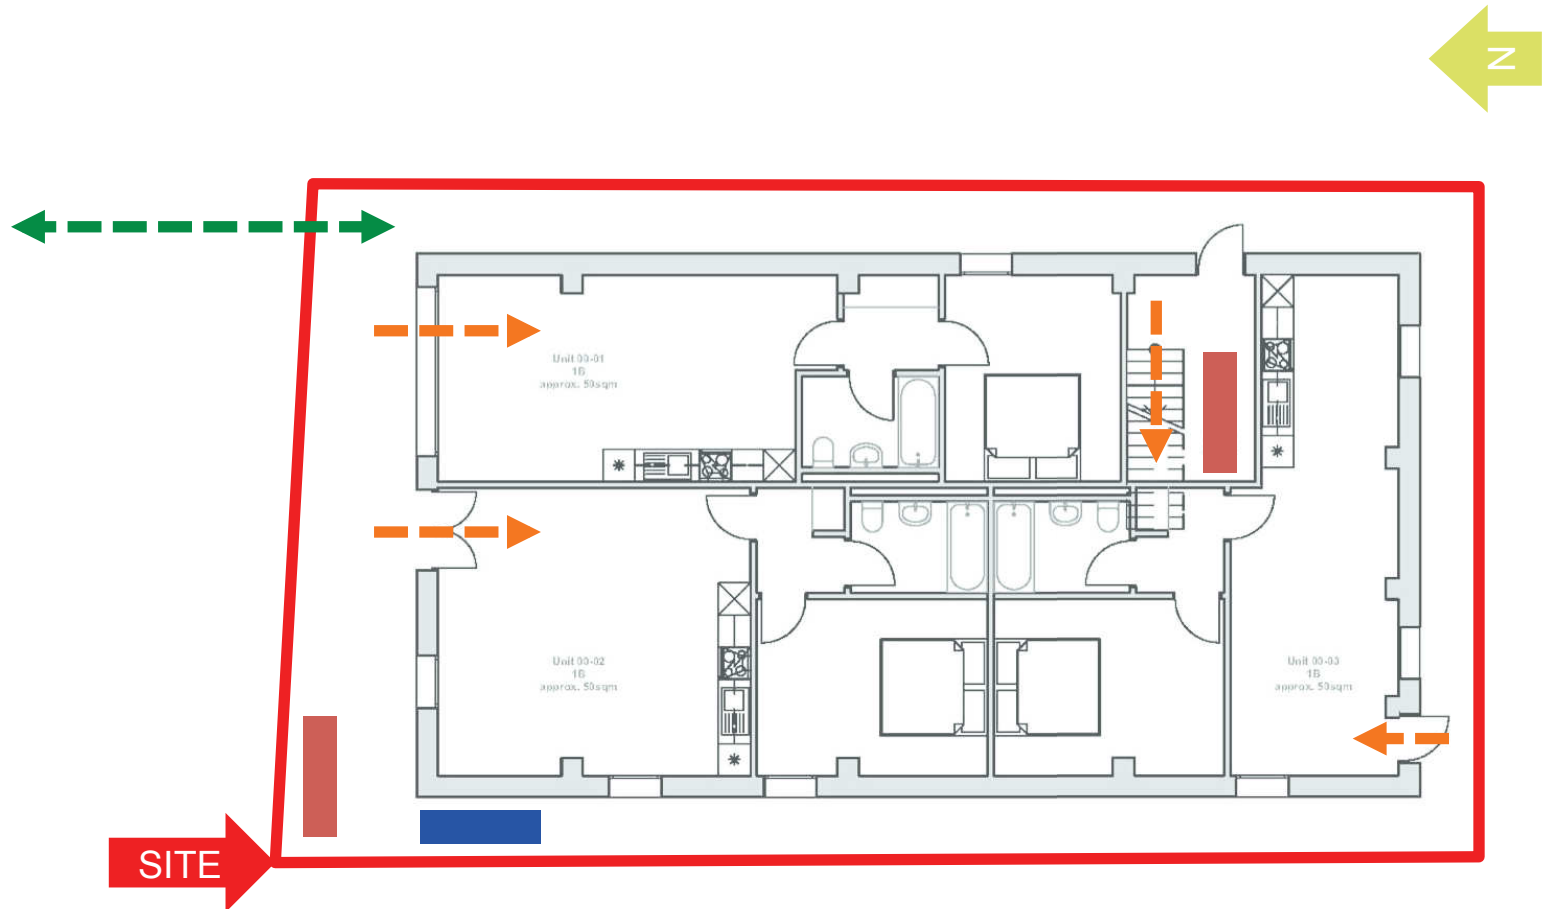 N
Unit 00-01
1B
approx. 50sqm
Unit 00-02
1B
approx. 50sqm
Unit 00-03
1B
approx. 50sqm
SITE